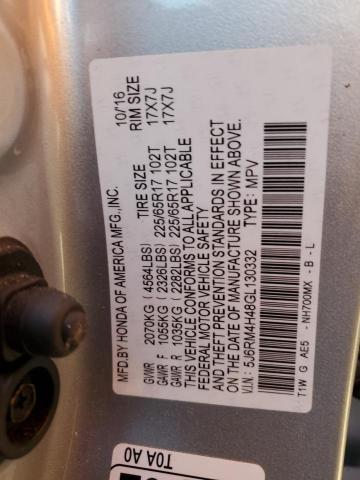 MFD.BY HONDA OF AMERICA MFG.,INC. 10/16
TIRE SIZE RIM SIZE
GVWR 2070KG ( 4564LBS)
GAWR F 1055KG ( 2326LBS) 225/65R17 102T 17X7J
GAWR R 1035KG ( 2282LBS) 225/65R17 102T 17X7J
THIS VEHICLE CONFORMS TO ALL APPLICABLE
FEDERAL MOTOR VEHICLE SAFETY
AND THEFT PREVENTION STANDARDS IN EFFECT
ON THE DATE OF MANUFACTURE SHOWN ABOVE.
V.I.N: 5J6RM4H48GL130332 TYPE: MPV
T1W G AE5 - NH700MX - B - L
T0A A0